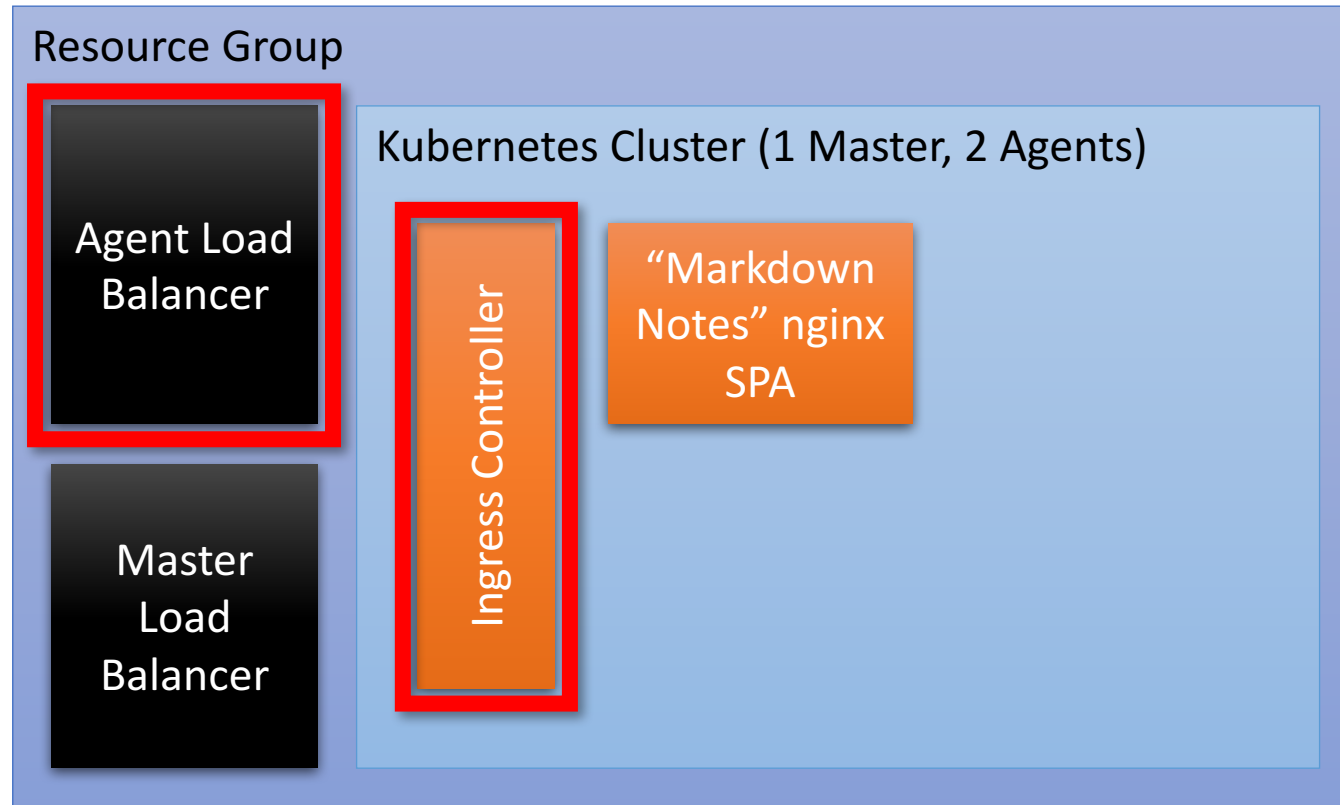 Resource Group
Agent Load
Balancer
Master
Load
Balancer
Kubernetes Cluster (1 Master, 2 Agents)
Ingress Controller
“Markdown
Notes” nginx
SPA